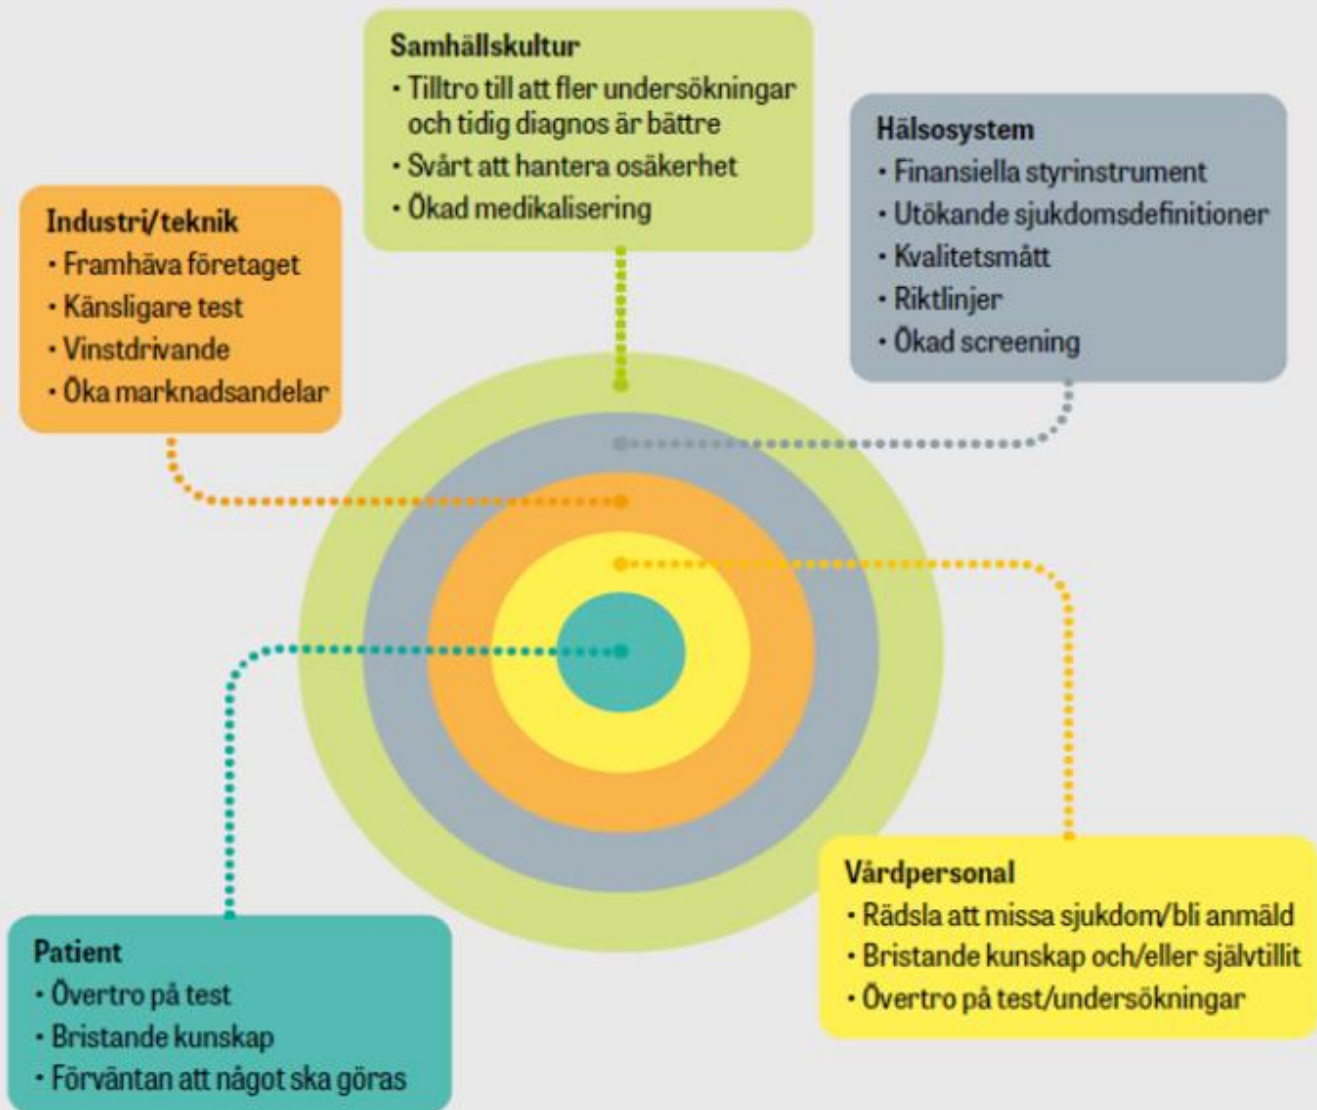 Samhällskultur
• Tilltro till att fler undersökningar
och tidig diagnos är bättre
• Svårt att hantera osäkerhet
• Ökad medikalisering
Hälsosystem
• Finansiella styrinstrument
• Utökande sjukdomsdefinitioner
• Kvalitetsmått
• Riktlinjer
• Ökad screening
Industri/teknik
• Framhäva företaget
• Känsligare test
• Vinstdrivande
• Öka marknadsandelar
Vårdpersonal
• Rädsla att missa sjukdom/bli anmäld
• Bristande kunskap och/eller självtillit
• Övertro på test/undersökningar
Patient
• Övertro på test
• Bristande kunskap
• Förväntan att något ska göras